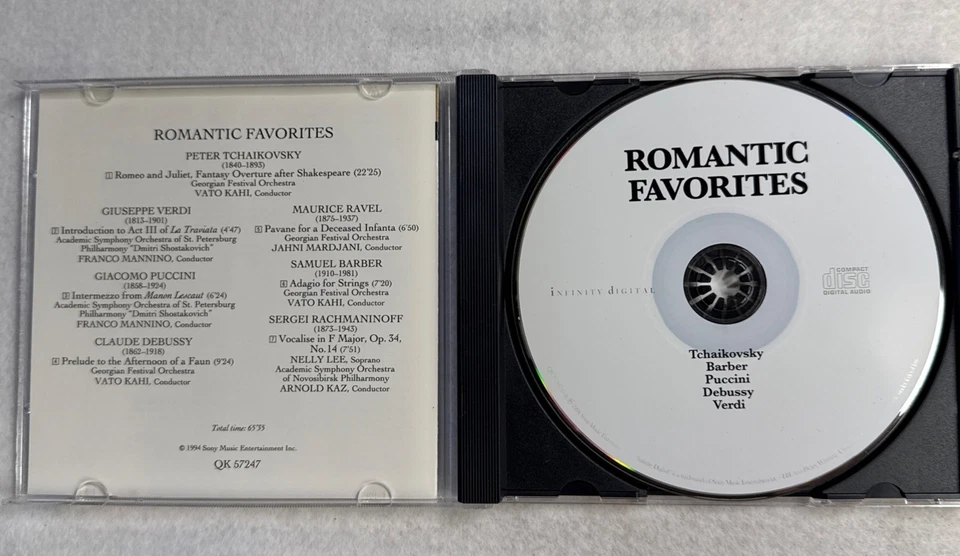 ROMANTIC FAVORITES
PETER TCHAIKOVSKY
(1840–1893)
1 Romeo and Juliet, Fantasy Overture after Shakespeare (22'25)
Georgian Festival Orchestra
VATO KAHI, Conductor
GIUSEPPE VERDI
(1813–1901)
2 Introduction to Act III of La Traviata (4'47)
Academic Symphony Orchestra of St. Petersburg
Philharmony "Dmitri Shostakovich"
FRANCO MANNINO, Conductor
GIACOMO PUCCINI
(1858–1924)
3 Intermezzo from Manon Lescaut (6'24)
Academic Symphony Orchestra of St. Petersburg
Philharmony "Dmitri Shostakovich"
FRANCO MANNINO, Conductor
CLAUDE DEBUSSY
(1862–1918)
4 Prelude to the Afternoon of a Faun (9'24)
Georgian Festival Orchestra
VATO KAHI, Conductor
MAURICE RAVEL
(1875–1937)
Pavane for a Deceased Infanta (6'50)
Georgian Festival Orchestra
JAHNI MARDJANI, Conductor
SAMUEL BARBER
(1910–1981)
Adagio for Strings (7'20)
Georgian Festival Orchestra
VATO KAHI, Conductor
SERGEI RACHMANINOFF
(1873–1943)
7 Vocalise in F Major, Op. 34,
No.14 (7'51)
NELLY LEE, Soprano
Academic Symphony Orchestra
of Novosibirsk Philharmony
ARNOLD KAZ, Conductor
Total time: 65'35
© 1994 Sony Music Entertainment Inc.
QK 57247
ROMANTIC
FAVORITES
INFINITY DIGITAL
COMPACT
disc
DIGITAL AUDIO
Tchaikovsky
Barber
Puccini
Debussy
Verdi